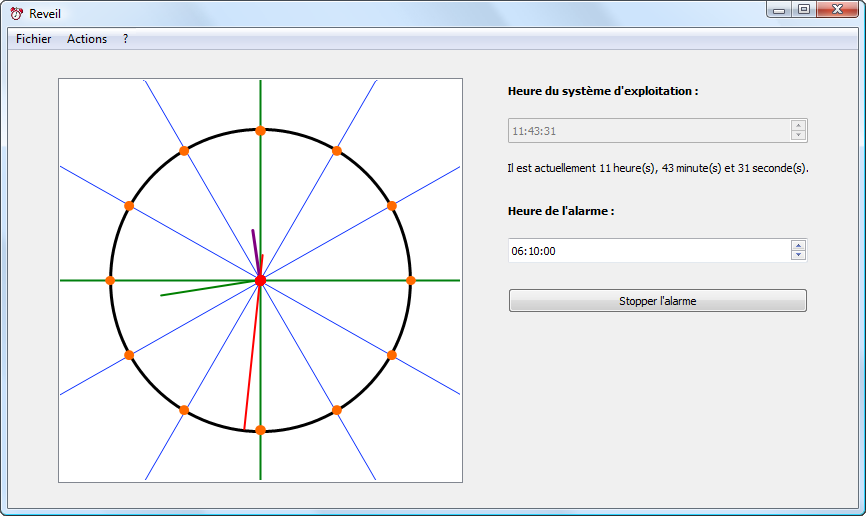 Reveil
Fichier Actions ?
Heure du système d'exploitation :
11:43:31
Il est actuellement 11 heure(s), 43 minute(s) et 31 seconde(s).
Heure de l'alarme :
06:10:00
Stopper l'alarme